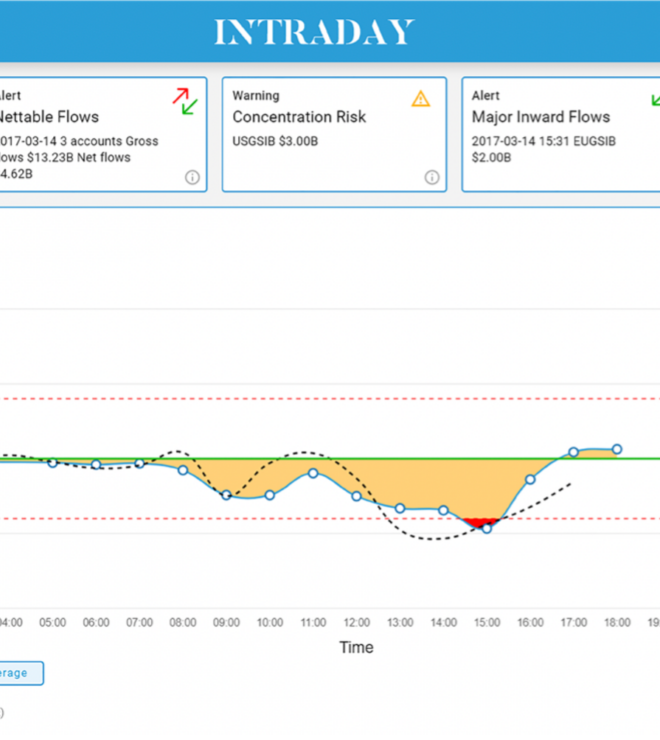 INTRADAY
lert
Nettable Flows
017-03-14 3 accounts Gross
lows $13.23B Net flows
4.62B
Warning
Concentration Risk
USGSIB $3.00B
Alert
Major Inward Flows
2017-03-14 15:31 EUGSIB
$2.00B
04:00 05:00 06:00 07:00 08:00 09:00 10:00 11:00 12:00 13:00 14:00 15:00 16:00 17:00 18:00 19
Time
erage
)